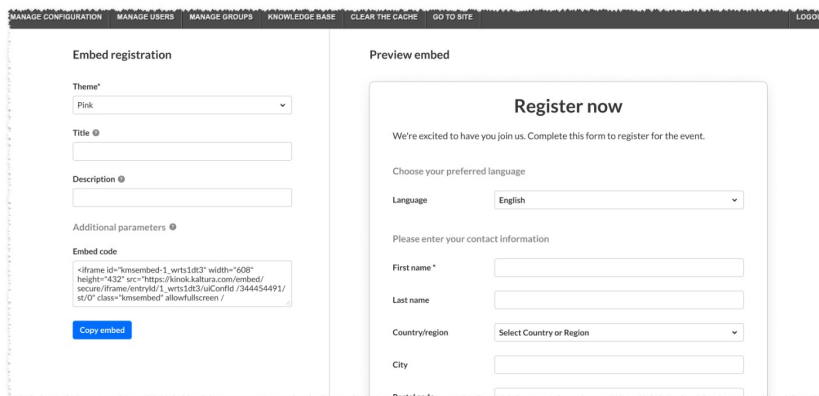 MANAGE CONFIGURATION MANAGE USERS MANAGE GROUPS KNOWLEDGE BASE CLEAR THE CACHE GO TO SITE
Embed registration
Theme*
Pink
Title
Description
Additional parameters
Embed code
<iframe id="kmsembed-1_wrts1dt3" width="608"
height="432" src="https://kinok.kaltura.com/embed/
secure/iframe/entryId/1_wrts1dt3/uiConfId /344454491/
st/0" class="kmsembed" allowfullscreen /
Copy embed
Preview embed
Register now
We're excited to have you join us. Complete this form to register for the event.
Choose your preferred language
Language English
Please enter your contact information
First name *
Last name
Country/region Select Country or Region
City